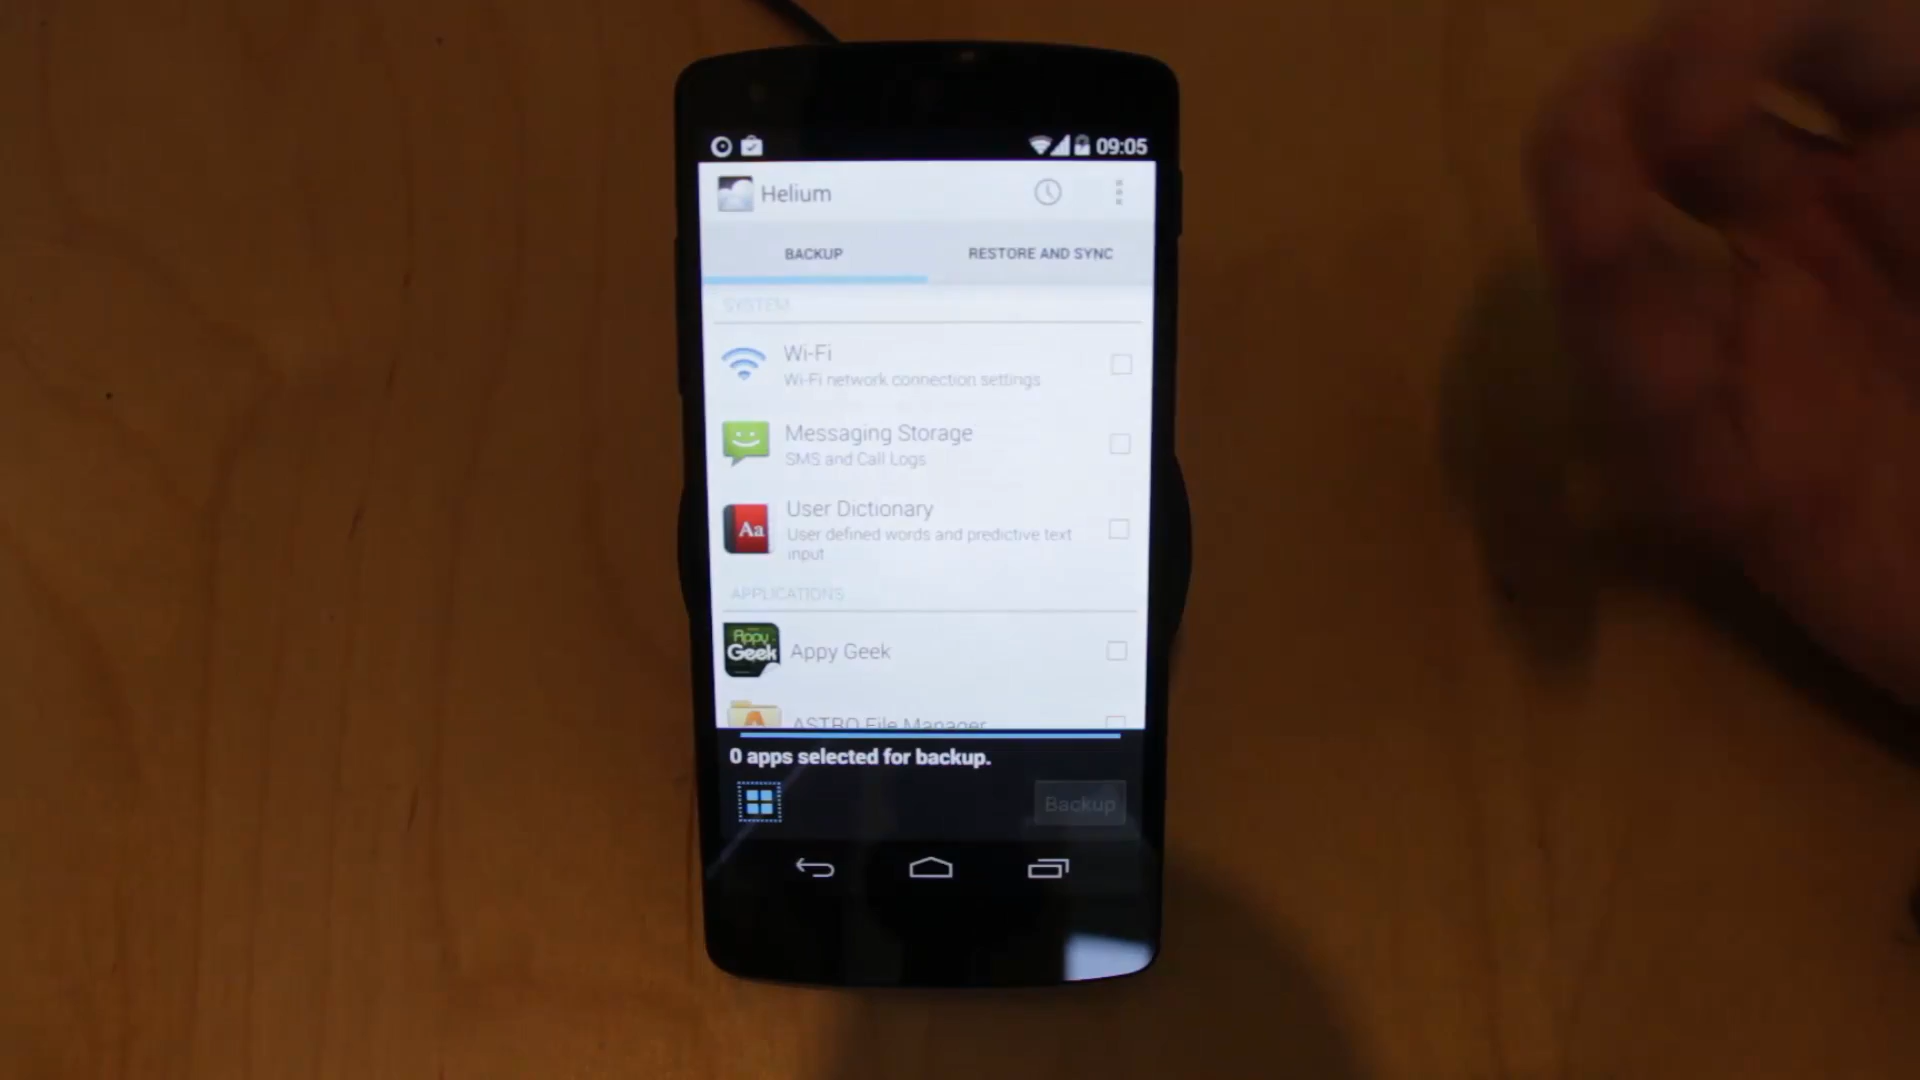 09:05
Helium
BACKUP
RESTORE AND SYNC
SYSTEM
Wi-Fi
Wi-Fi network connection settings
Messaging Storage
SMS and Call Logs
Aa
User Dictionary
User defined words and predictive text
input
APPLICATIONS
Appy
Geek
Appy Geek
ASTRO File Manager
0 apps selected for backup.
Backup